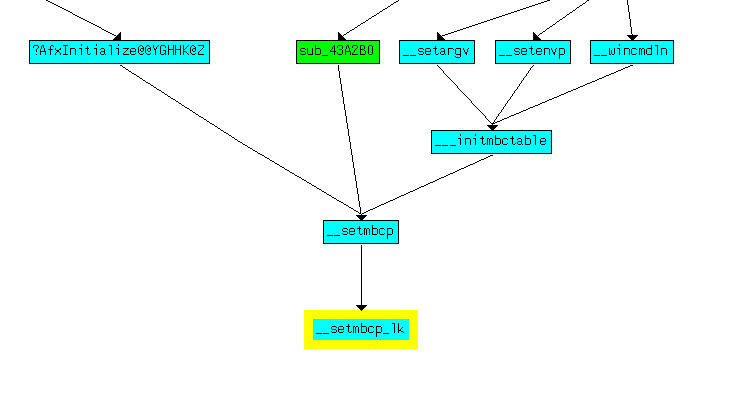 ?AfxInitialize@@YGHHK@Z
sub_43A2B0
__setargv
__setenvp
__wincmdln
___initmbctable
__setmbcp
__setmbcp_lk